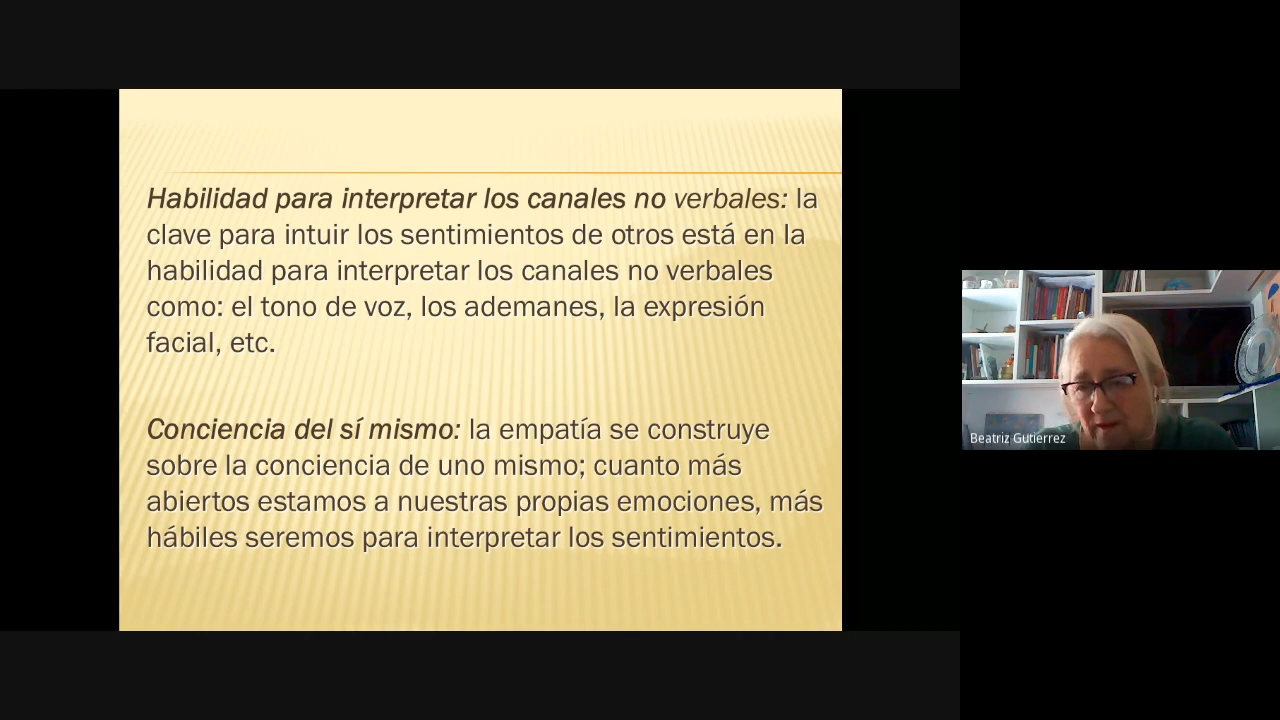 Habilidad para interpretar los canales no verbales: la
clave para intuir los sentimientos de otros está en la
habilidad para interpretar los canales no verbales
como: el tono de voz, los ademanes, la expresión
facial, etc.
Conciencia del sí mismo: la empatía se construye
sobre la conciencia de uno mismo; cuanto más
abiertos estamos a nuestras propias emociones, más
hábiles seremos para interpretar los sentimientos.
Beatriz Gutierrez